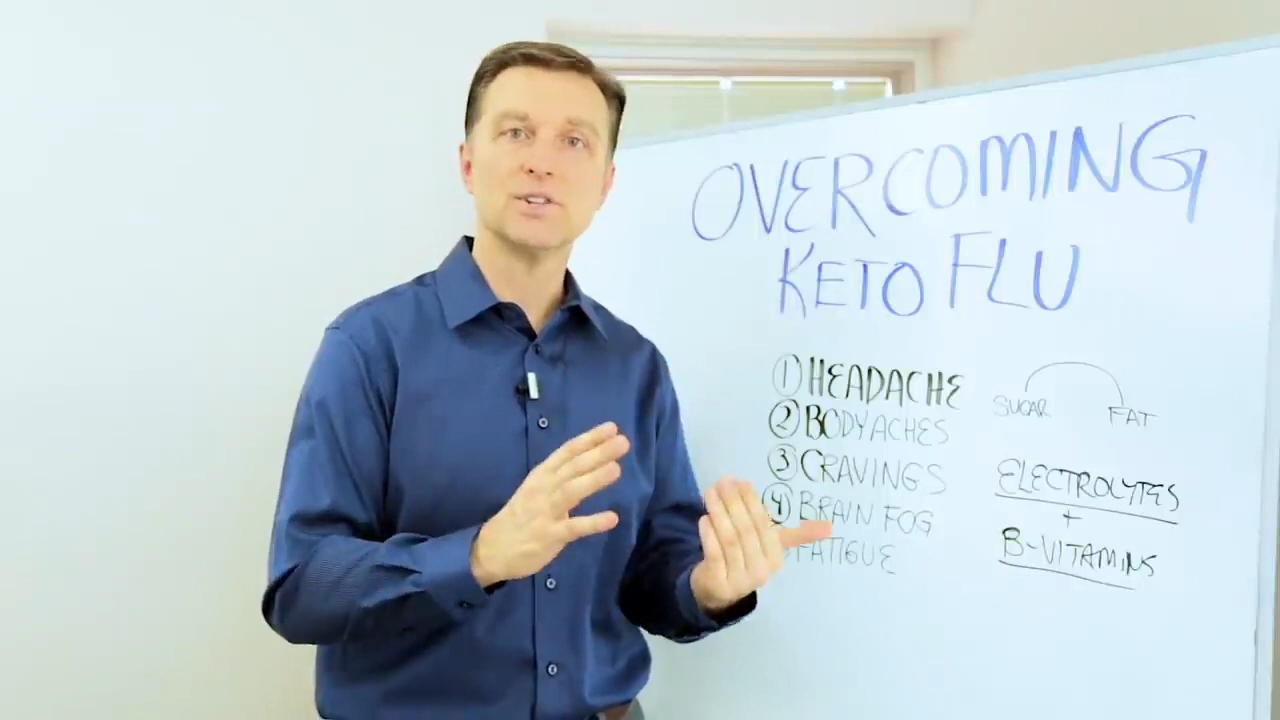 OVERCOMING
KETO FLU
1 HEADACHE
2 BODYACHES
3 CRAVINGS
4 BRAIN FOG
FATIGUE
SUGAR FAT
ELECTROLYTES
+
B-VITAMINS